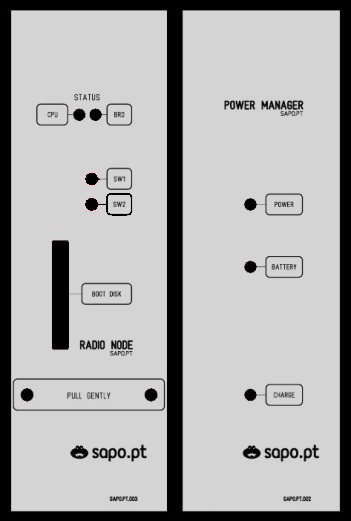 STATUS
CPU
BRD
SW1
SW2
BOOT DISK
RADIO NODE
SAPO.PT
PULL GENTLY
sapo.pt
SAPO.PT.003
POWER MANAGER
SAPO.PT
POWER
BATTERY
CHARGE
sapo.pt
SAPO.PT.002